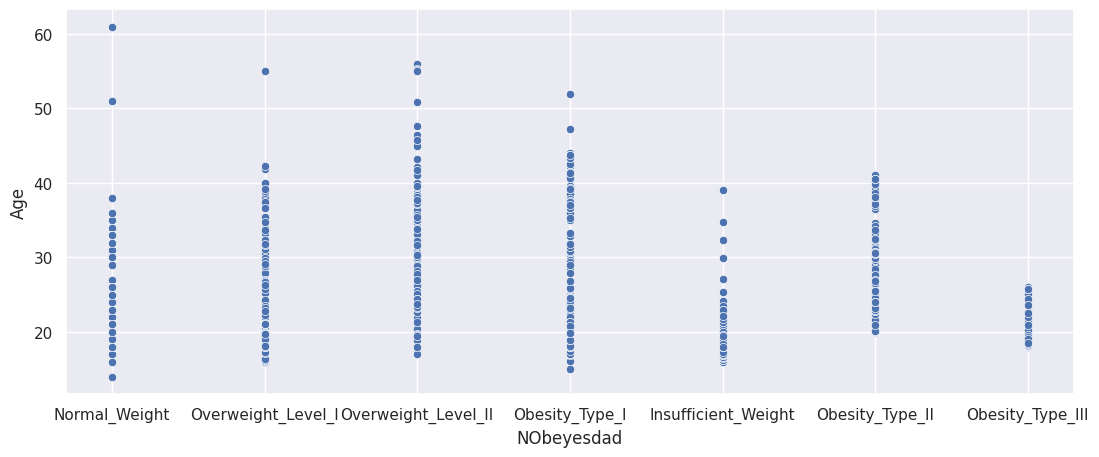 60
50
40
30
20
Age
Normal_Weight
Overweight_Level_I
Overweight_Level_II
Obesity_Type_I
Insufficient_Weight
Obesity_Type_II
Obesity_Type_III
NObeyesdad